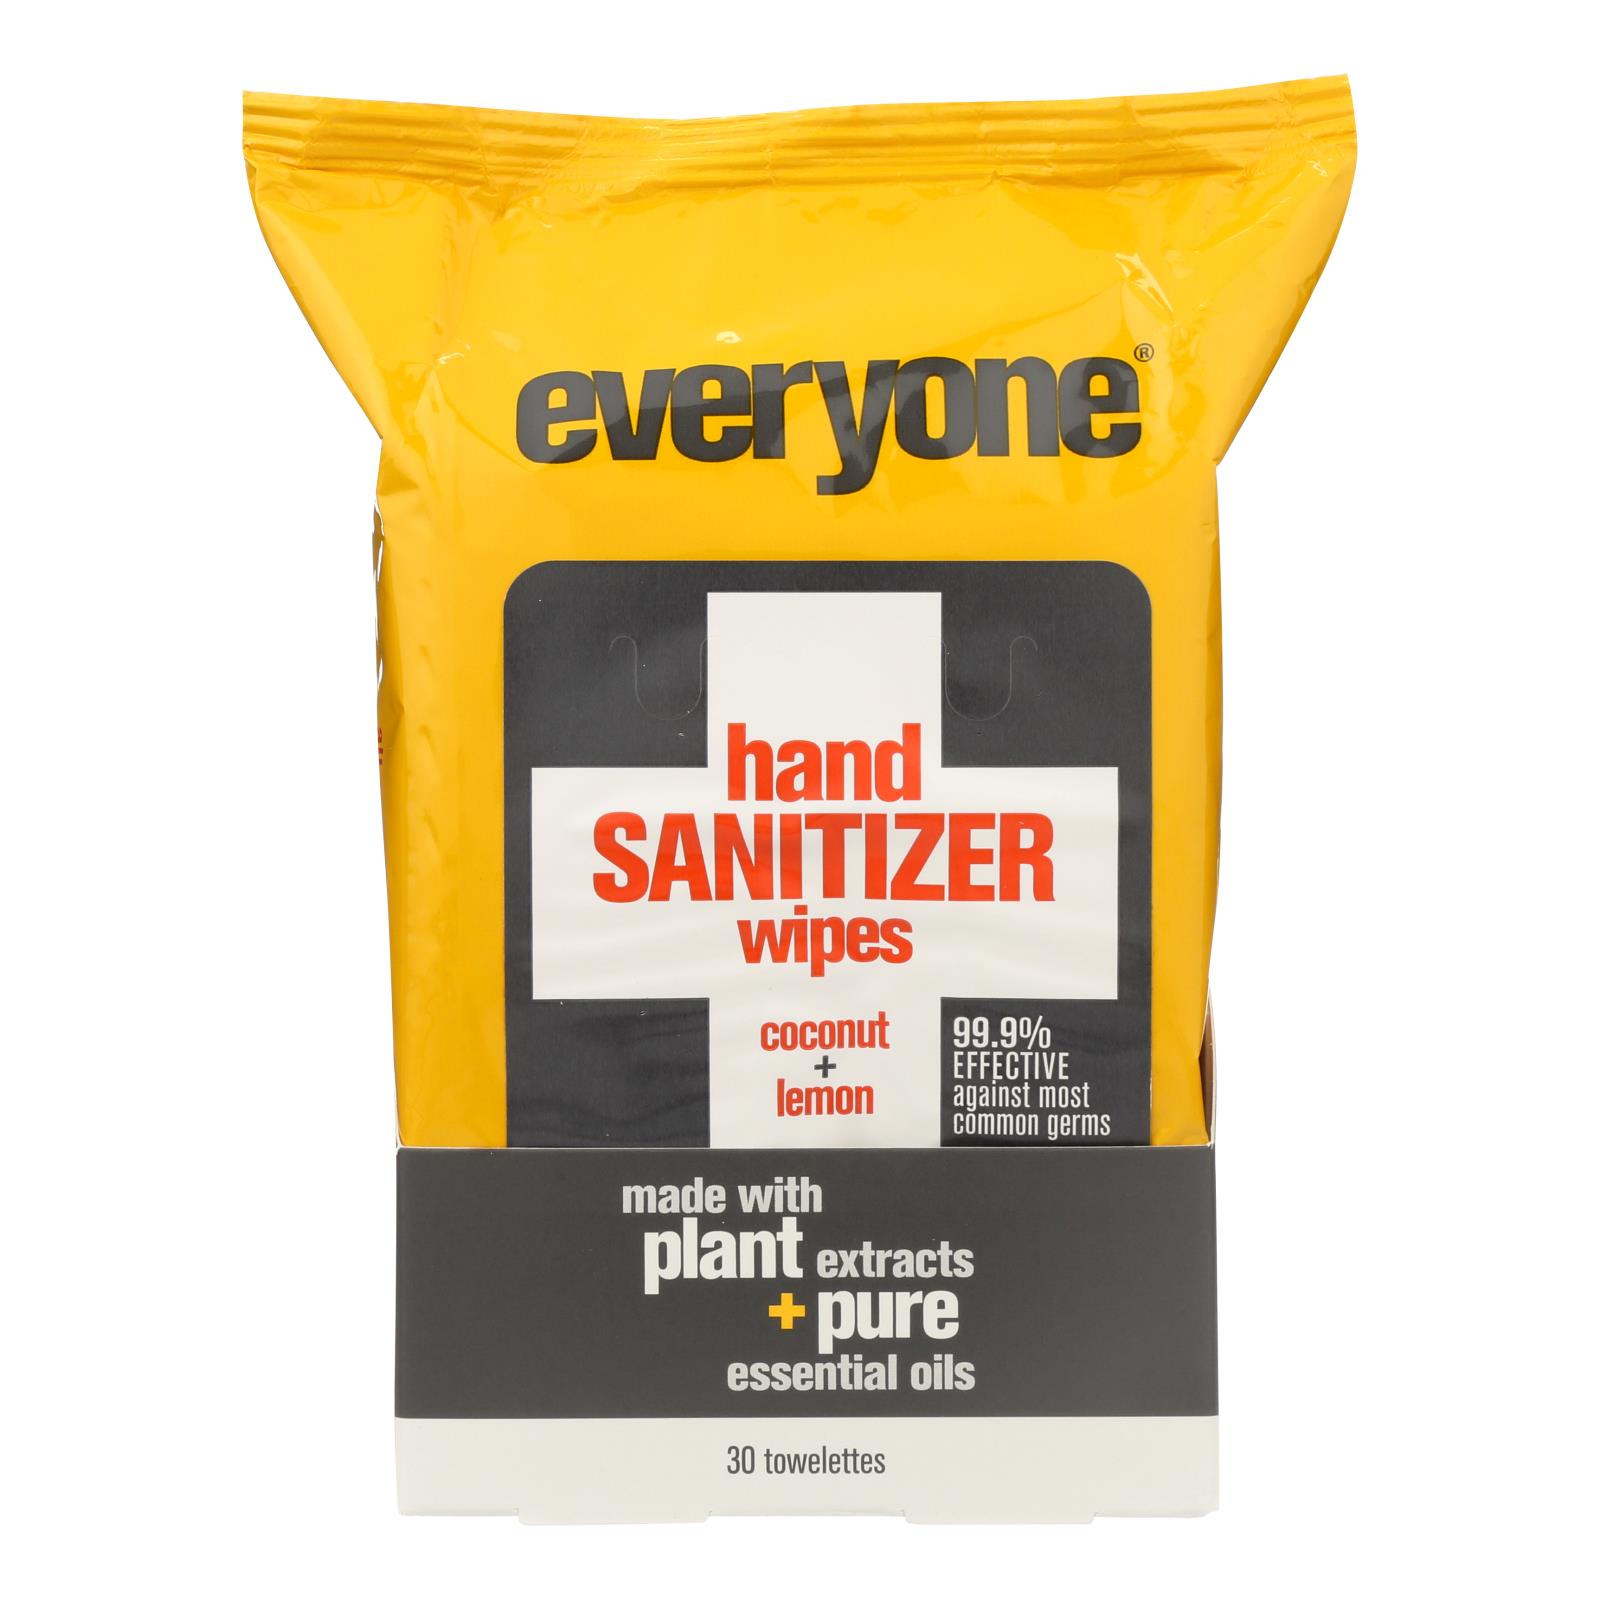 everyone®
hand
SANITIZER
wipes
coconut
+
lemon
99.9%
EFFECTIVE
against most
common germs
made with
plant extracts
+ pure
essential oils
30 towelettes